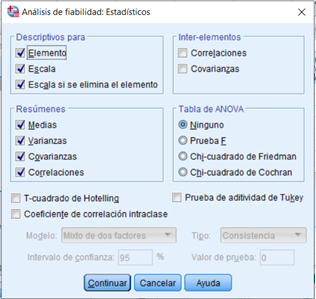 Análisis de fiabilidad: Estadísticos
Descriptivos para
Elemento
Escala
Escala si se elimina el elemento
Inter-elementos
Correlaciones
Covarianzas
Resúmenes
Medias
Varianzas
Covarianzas
Correlaciones
Tabla de ANOVA
Ninguno
Prueba F
Chi-cuadrado de Friedman
Chi-cuadrado de Cochran
T-cuadrado de Hotelling
Prueba de aditividad de Tukey
Coeficiente de correlación intraclase
Modelo: Mixto de dos factores Tipo: Consistencia
Intervalo de confianza: 95 % Valor de prueba: 0
Continuar Cancelar Ayuda